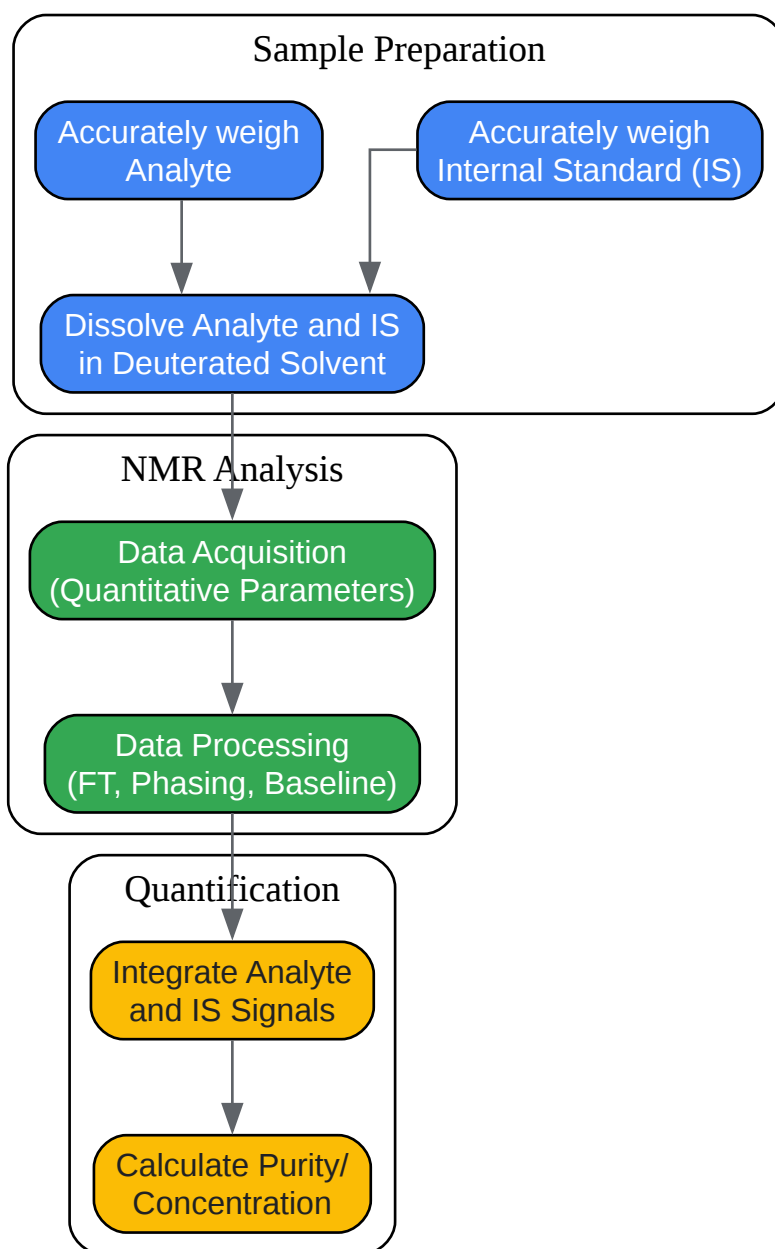 Sample Preparation
Accurately weigh
Analyte
Accurately weigh
Internal Standard (IS)
Dissolve Analyte and IS
in Deuterated Solvent
NMR Analysis
Data Acquisition
(Quantitative Parameters)
Data Processing
(FT, Phasing, Baseline)
Quantification
Integrate Analyte
and IS Signals
Calculate Purity/
Concentration